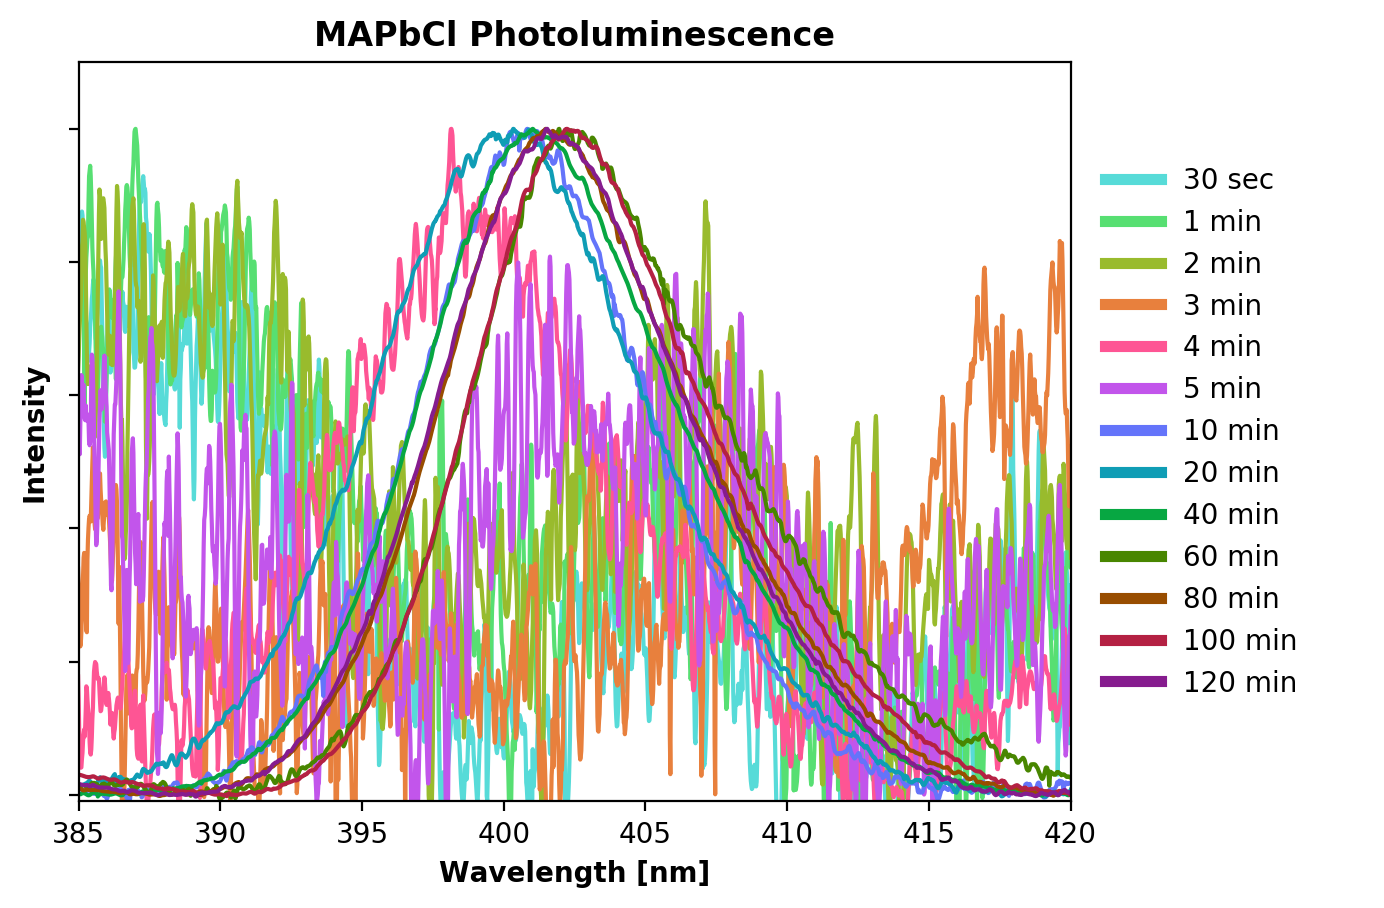 MAPbCl Photoluminescence
Intensity
30 sec
1 min
2 min
3 min
4 min
5 min
10 min
20 min
40 min
60 min
80 min
100 min
120 min
385 390 395 400 405 410 415 420
Wavelength [nm]